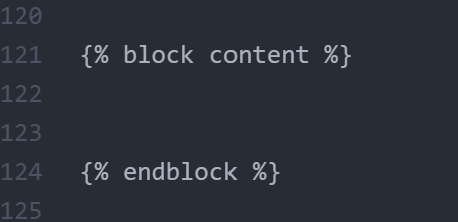 120
121 {% block content %}
122
123
124 {% endblock %}
125